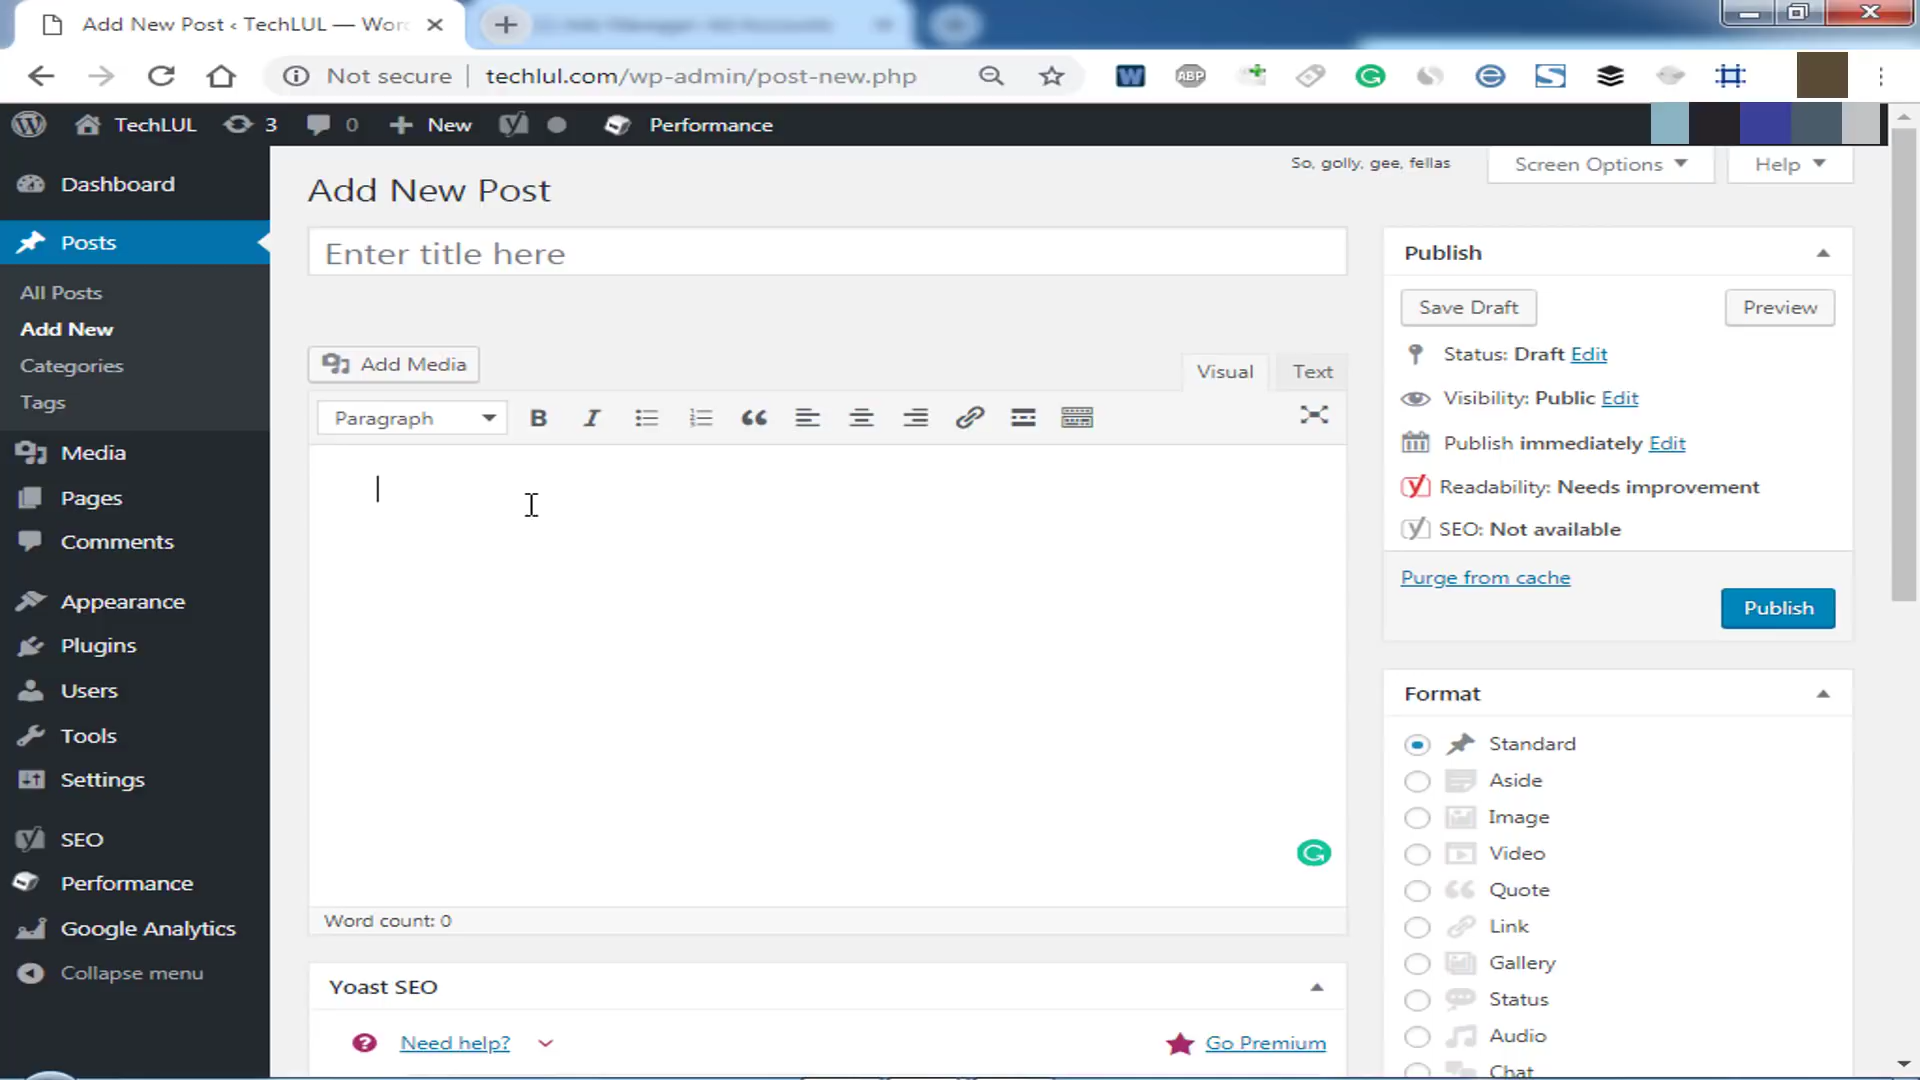 Add New Post ‹ TechLUL — Wor
Not secure | techlul.com/wp-admin/post-new.php
ABP
TechLUL 3 0 New Performance
Dashboard
Posts
All Posts
Add New
Categories
Tags
Media
Pages
Comments
Appearance
Plugins
Users
Tools
Settings
SEO
Performance
Google Analytics
Collapse menu
So, golly, gee, fellas
Screen Options
Help
Add New Post
Enter title here
Add Media
Visual
Text
Paragraph
Word count: 0
Yoast SEO
Need help?
Go Premium
Publish
Save Draft
Preview
Status: Draft Edit
Visibility: Public Edit
Publish immediately Edit
Readability: Needs improvement
SEO: Not available
Purge from cache
Publish
Format
Standard
Aside
Image
Video
Quote
Link
Gallery
Status
Audio
Chat